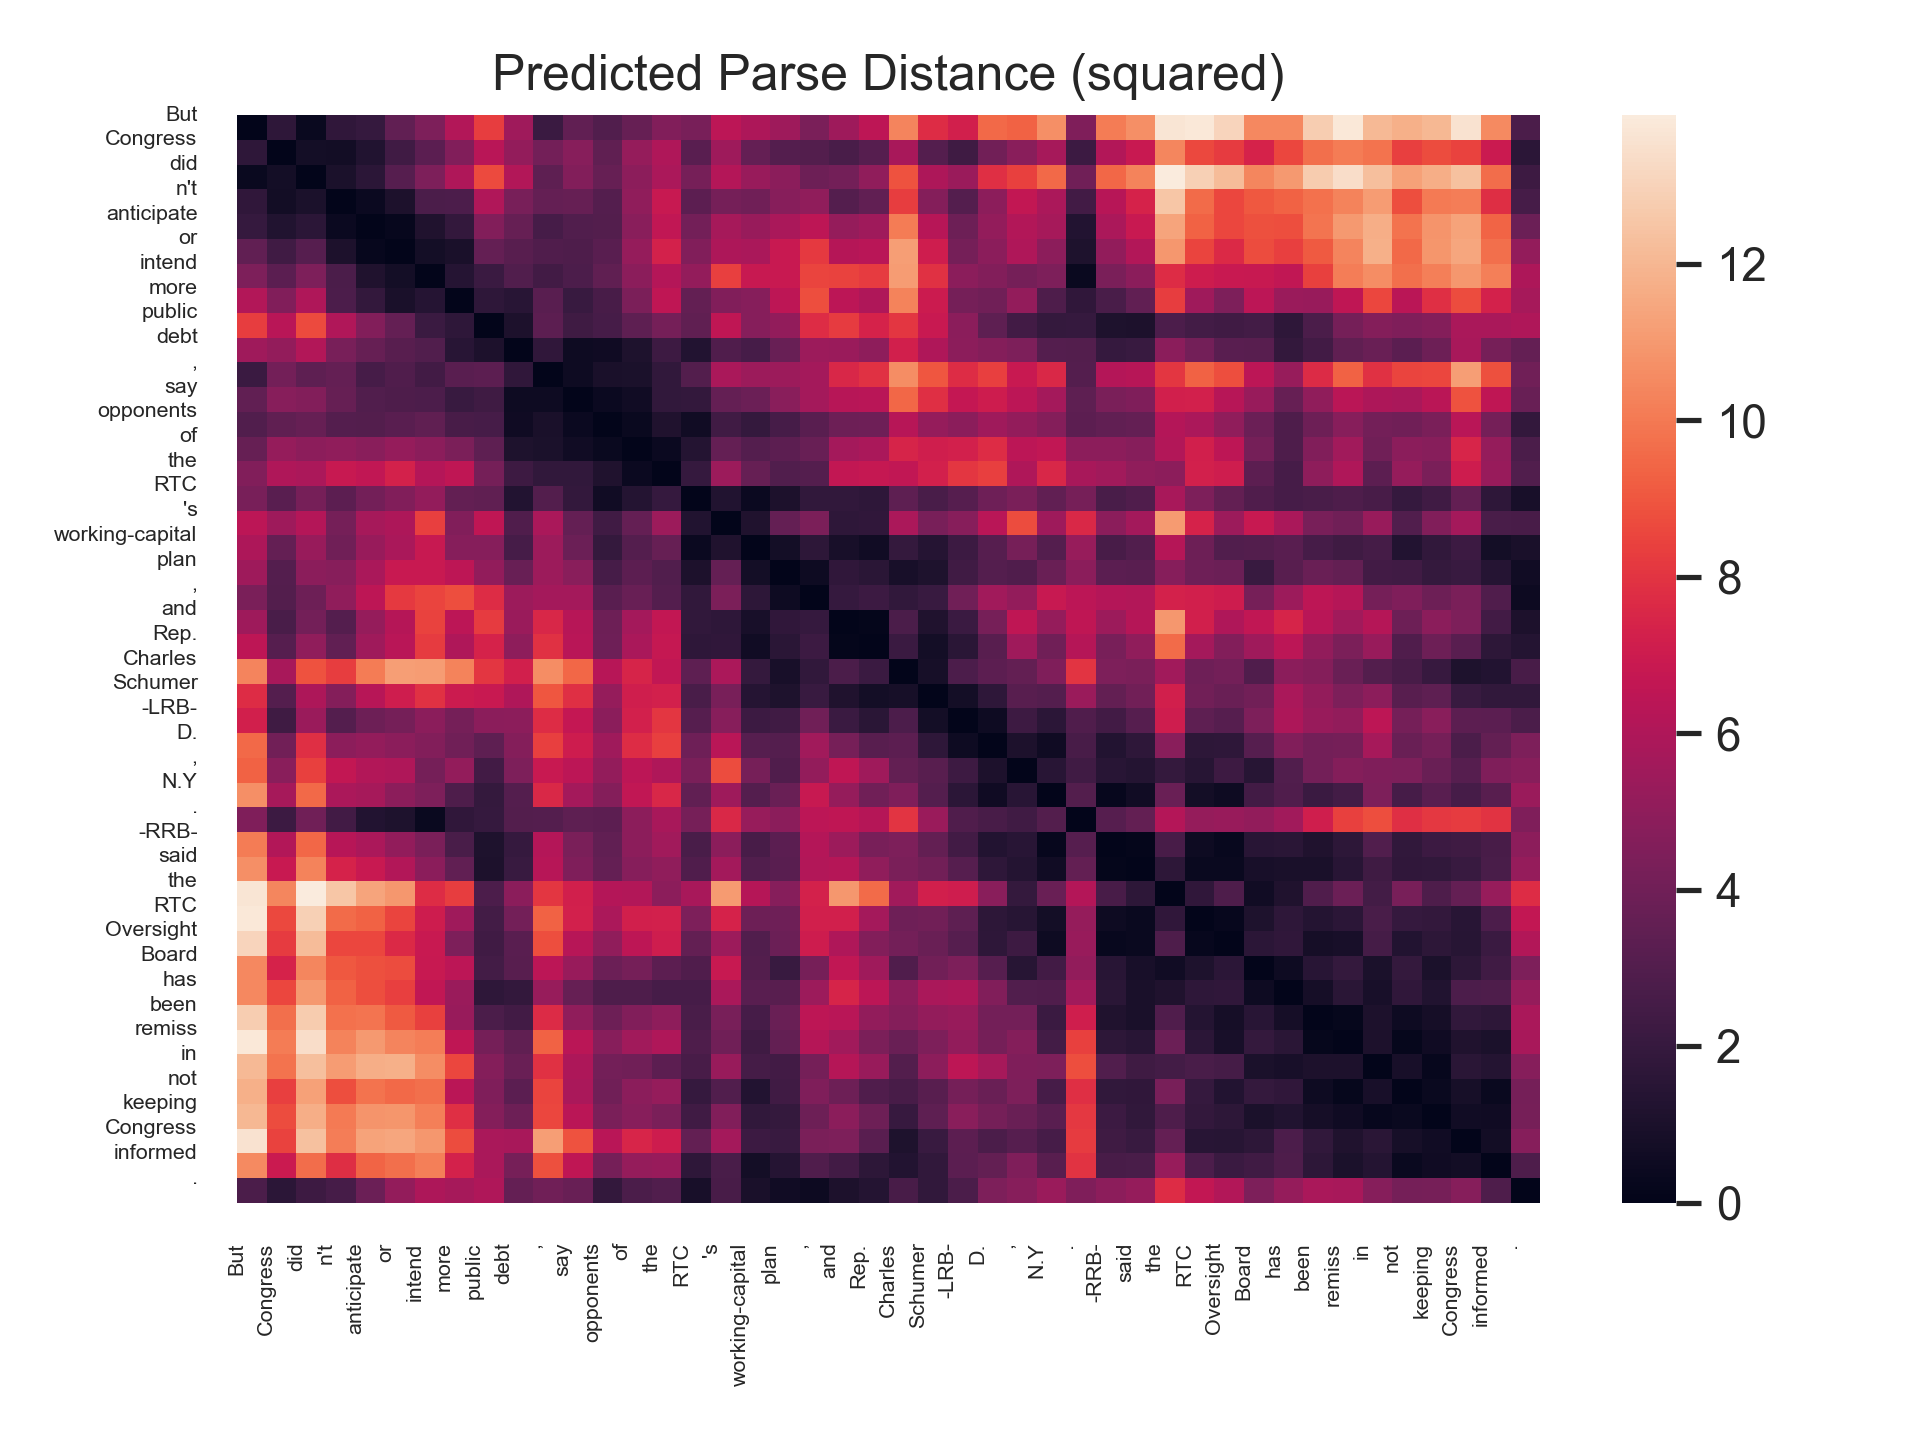 Predicted Parse Distance (squared)
But
Congress
did
n't
anticipate
or
intend
more
public
debt
,
say
opponents
of
the
RTC
's
working-capital
plan
,
and
Rep.
Charles
Schumer
-LRB-
D.
,
N.Y
.
-RRB-
said
the
RTC
Oversight
Board
has
been
remiss
in
not
keeping
Congress
informed
.
12
10
8
6
4
2
0
But
Congress
did
n't
anticipate
or
intend
more
public
debt
,
say
opponents
of
the
RTC
's
working-capital
plan
,
and
Rep.
Charles
Schumer
-LRB-
D.
,
N.Y
.
-RRB-
said
the
RTC
Oversight
Board
has
been
remiss
in
not
keeping
Congress
informed
.